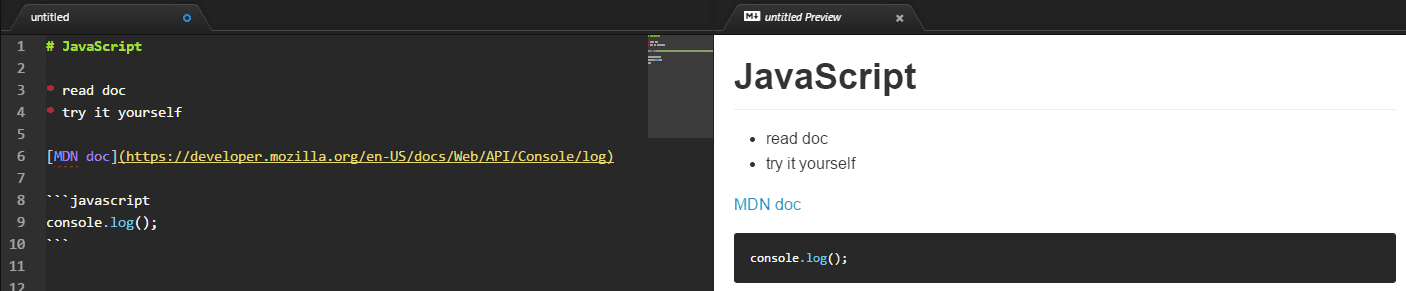 untitled
1 # JavaScript
2
3 * read doc
4 * try it yourself
5
6 [MDN doc](https://developer.mozilla.org/en-US/docs/Web/API/Console/log)
7
8 ```javascript
9 console.log();
10 ```
11
12
M↓ untitled Preview ×
JavaScript
• read doc
• try it yourself
MDN doc
console.log();